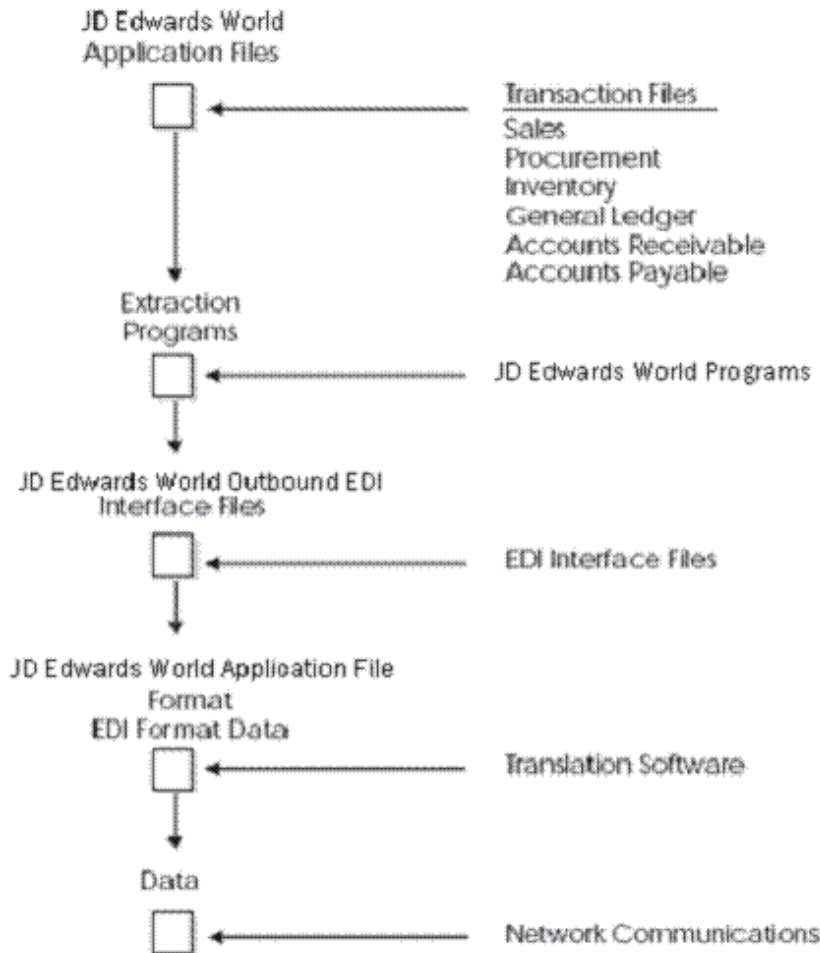 JD Edwards World
Application Files
Transaction Files
Sales
Procurement
Inventory
General Ledger
Accounts Receivable
Accounts Payable
Extraction
Programs
JD Edwards World Programs
JD Edwards World Outbound EDI
Interface Files
EDI Interface Files
JD Edwards World Application File
Format
EDI Format Data
Translation Software
Data
Network Communications